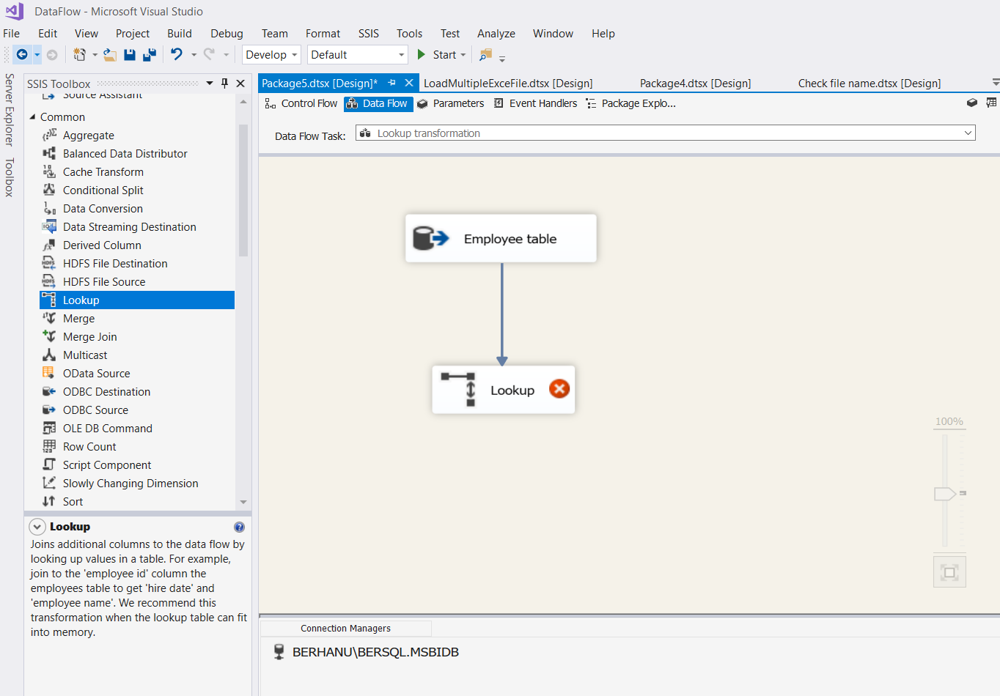 DataFlow - Microsoft Visual Studio
File Edit View Project Build Debug Team Format SSIS Tools Test Analyze Window Help
Develop Default Start
Server Explorer
Toolbox
SSIS Toolbox
Source Assistant
Common
Aggregate
Balanced Data Distributor
Cache Transform
Conditional Split
Data Conversion
Data Streaming Destination
Derived Column
HDFS File Destination
HDFS File Source
Lookup
Merge
Merge Join
Multicast
OData Source
ODBC Destination
ODBC Source
OLE DB Command
Row Count
Script Component
Slowly Changing Dimension
Sort
Lookup
Joins additional columns to the data flow by
looking up values in a table. For example,
join to the 'employee id' column the
employees table to get 'hire date' and
'employee name'. We recommend this
transformation when the lookup table can fit
into memory.
Package5.dtsx [Design]* LoadMultipleExceFile.dtsx [Design] Package4.dtsx [Design] Check file name.dtsx [Design]
Control Flow Data Flow Parameters Event Handlers Package Explo...
Data Flow Task: Lookup transformation
Employee table
Lookup
100%
Connection Managers
BERHANU\BERSQL.MSBIDB